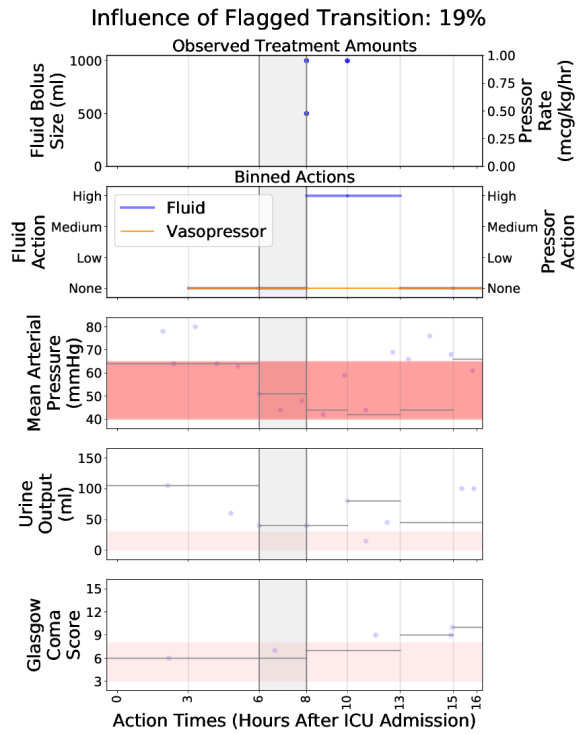 Influence of Flagged Transition: 19%
Observed Treatment Amounts
Fluid Bolus
Size (ml)
1000
500
0
1.00
0.75
0.50
0.25
0.00
Pressor
Rate
(mcg/kg/hr)
Binned Actions
Fluid
Action
High
Medium
Low
None
Fluid
Vasopressor
High
Medium
Low
None
Pressor
Action
Mean Arterial
Pressure
(mmHg)
80
70
60
50
40
Urine
Output
(ml)
150
100
50
0
Glasgow
Coma
Score
15
12
9
6
3
0
3
6
8
10
13
15
16
Action Times (Hours After ICU Admission)